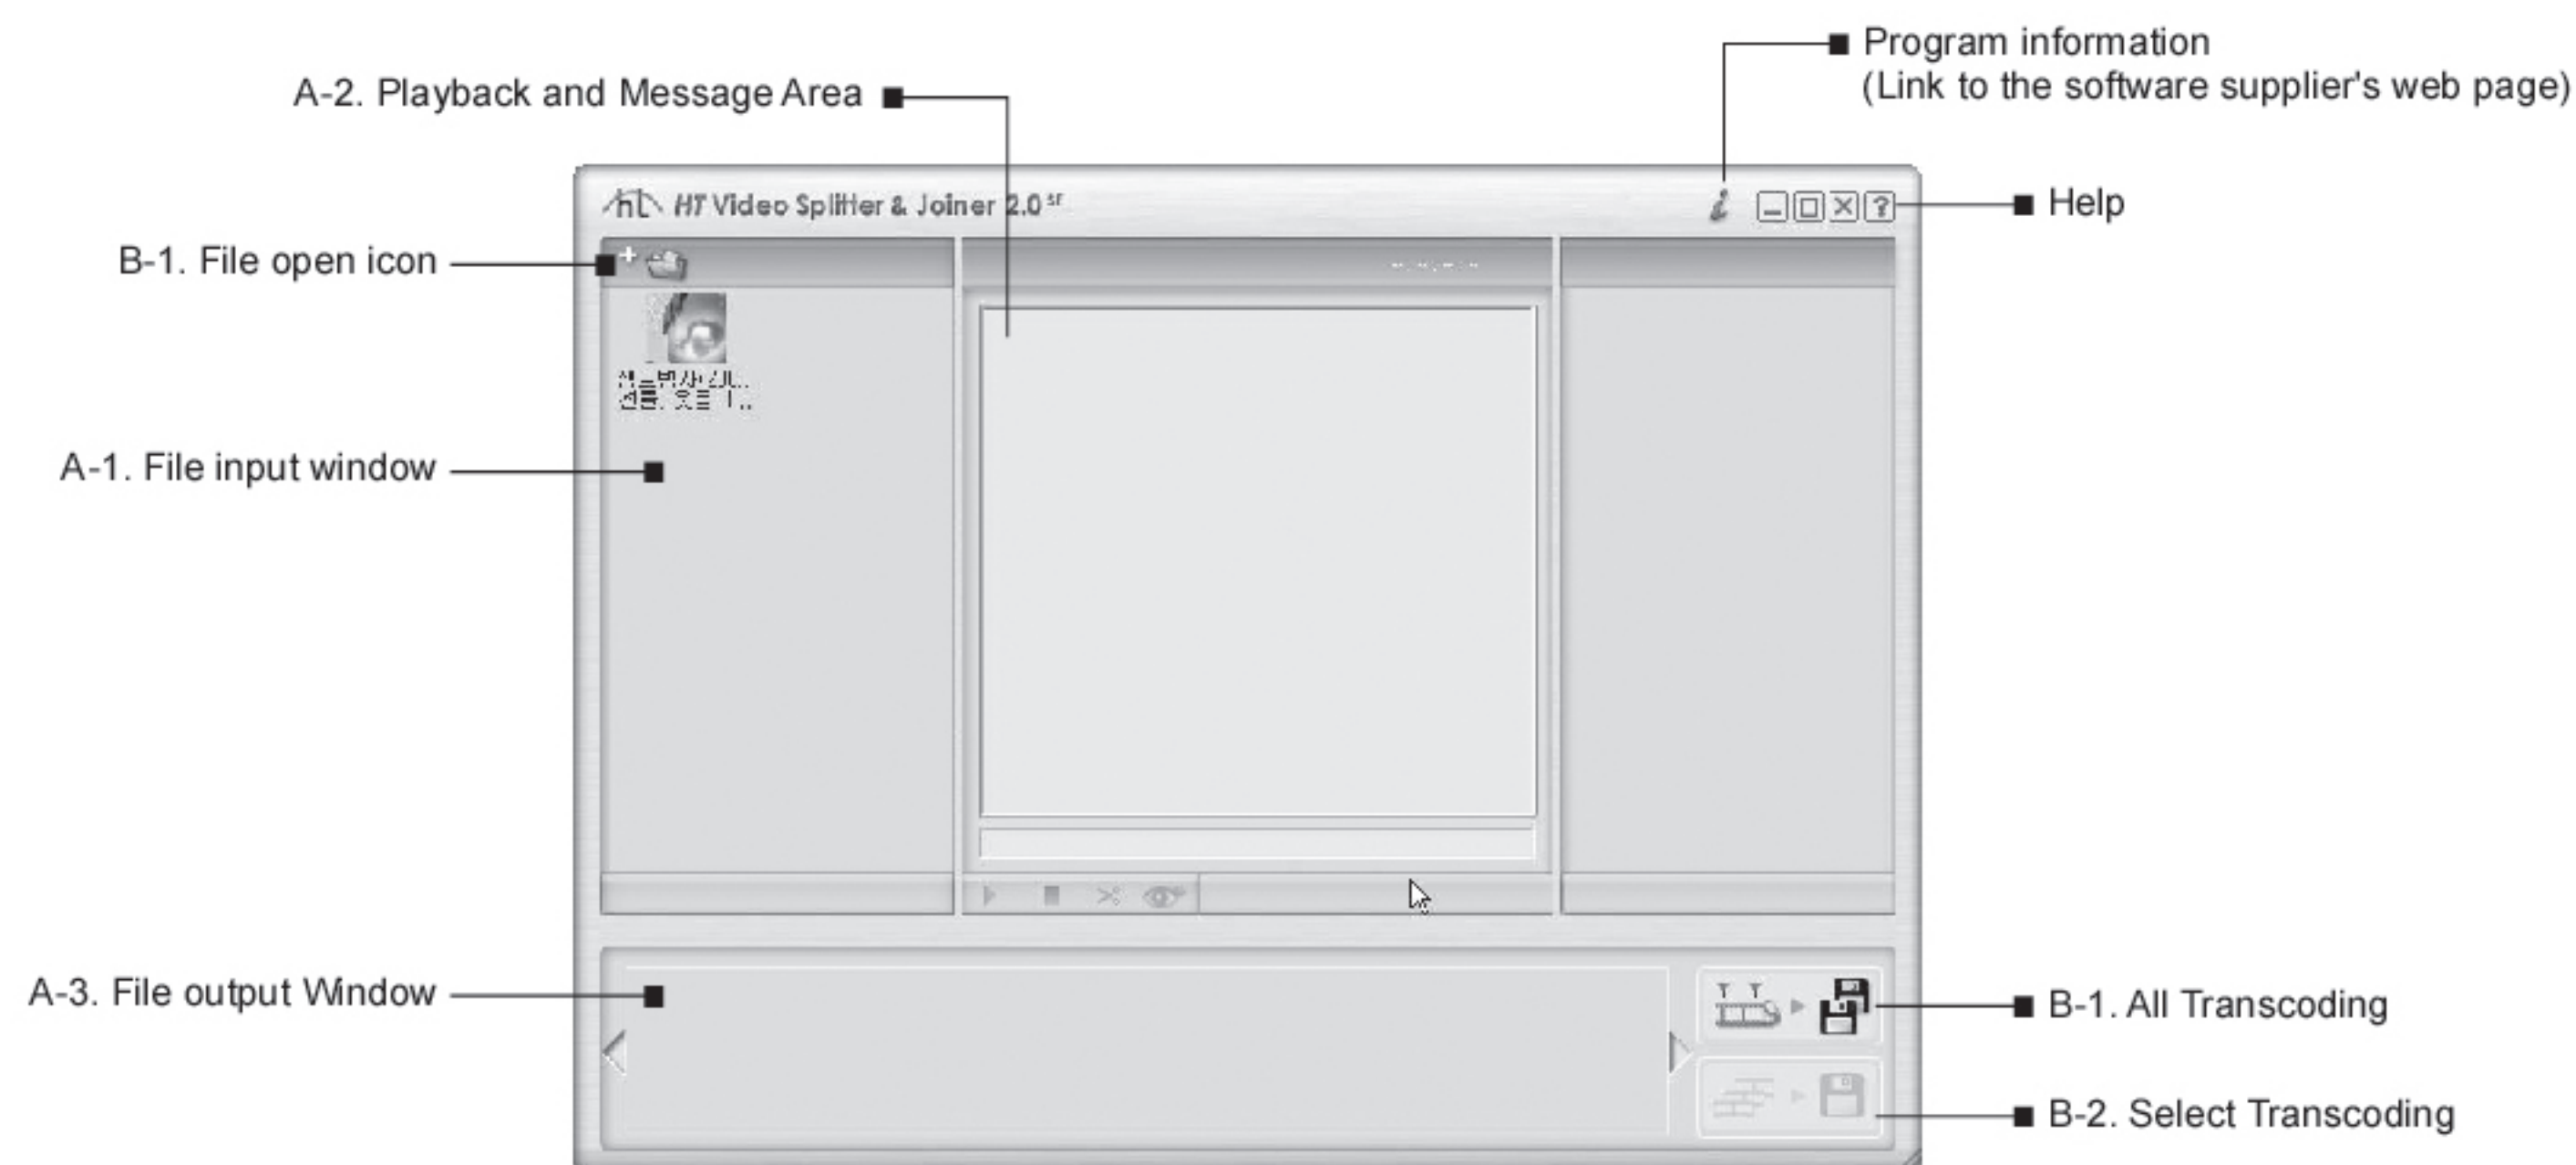 Program information
(Link to the software supplier's web page)
A-2. Playback and Message Area
HT Video Splitter & Joiner 2.0
Help
B-1. File open icon
A-1. File input window
A-3. File output Window
B-1. All Transcoding
B-2. Select Transcoding